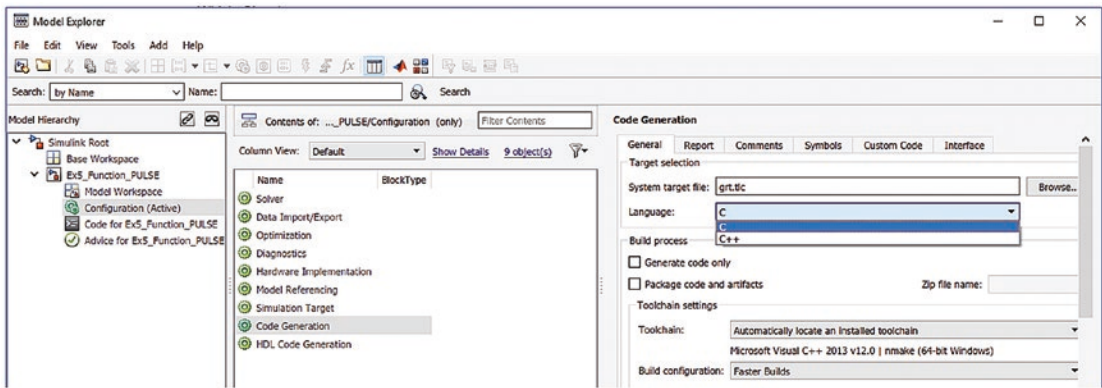 Model Explorer
File Edit View Tools Add Help
fx
Search: by Name Name: Search
Model Hierarchy
Simulink Root
Base Workspace
Ex5_Function_PULSE
Model Workspace
Configuration (Active)
Code for Ex5_Function_PULSE
Advice for Ex5_Function_PULSE
Contents of: ..._PULSE/Configuration (only) Filter Contents
Column View: Default Show Details 9 object(s)
Name BlockType
Solver
Data Import/Export
Optimization
Diagnostics
Hardware Implementation
Model Referencing
Simulation Target
Code Generation
HDL Code Generation
Code Generation
General Report Comments Symbols Custom Code Interface
Target selection
System target file: grt.tlc Browse..
Language: C
C
C++
Build process
Generate code only
Package code and artifacts Zip file name:
Toolchain settings
Toolchain: Automatically locate an installed toolchain
Microsoft Visual C++ 2013 v12.0 | nmake (64-bit Windows)
Build configuration: Faster Builds